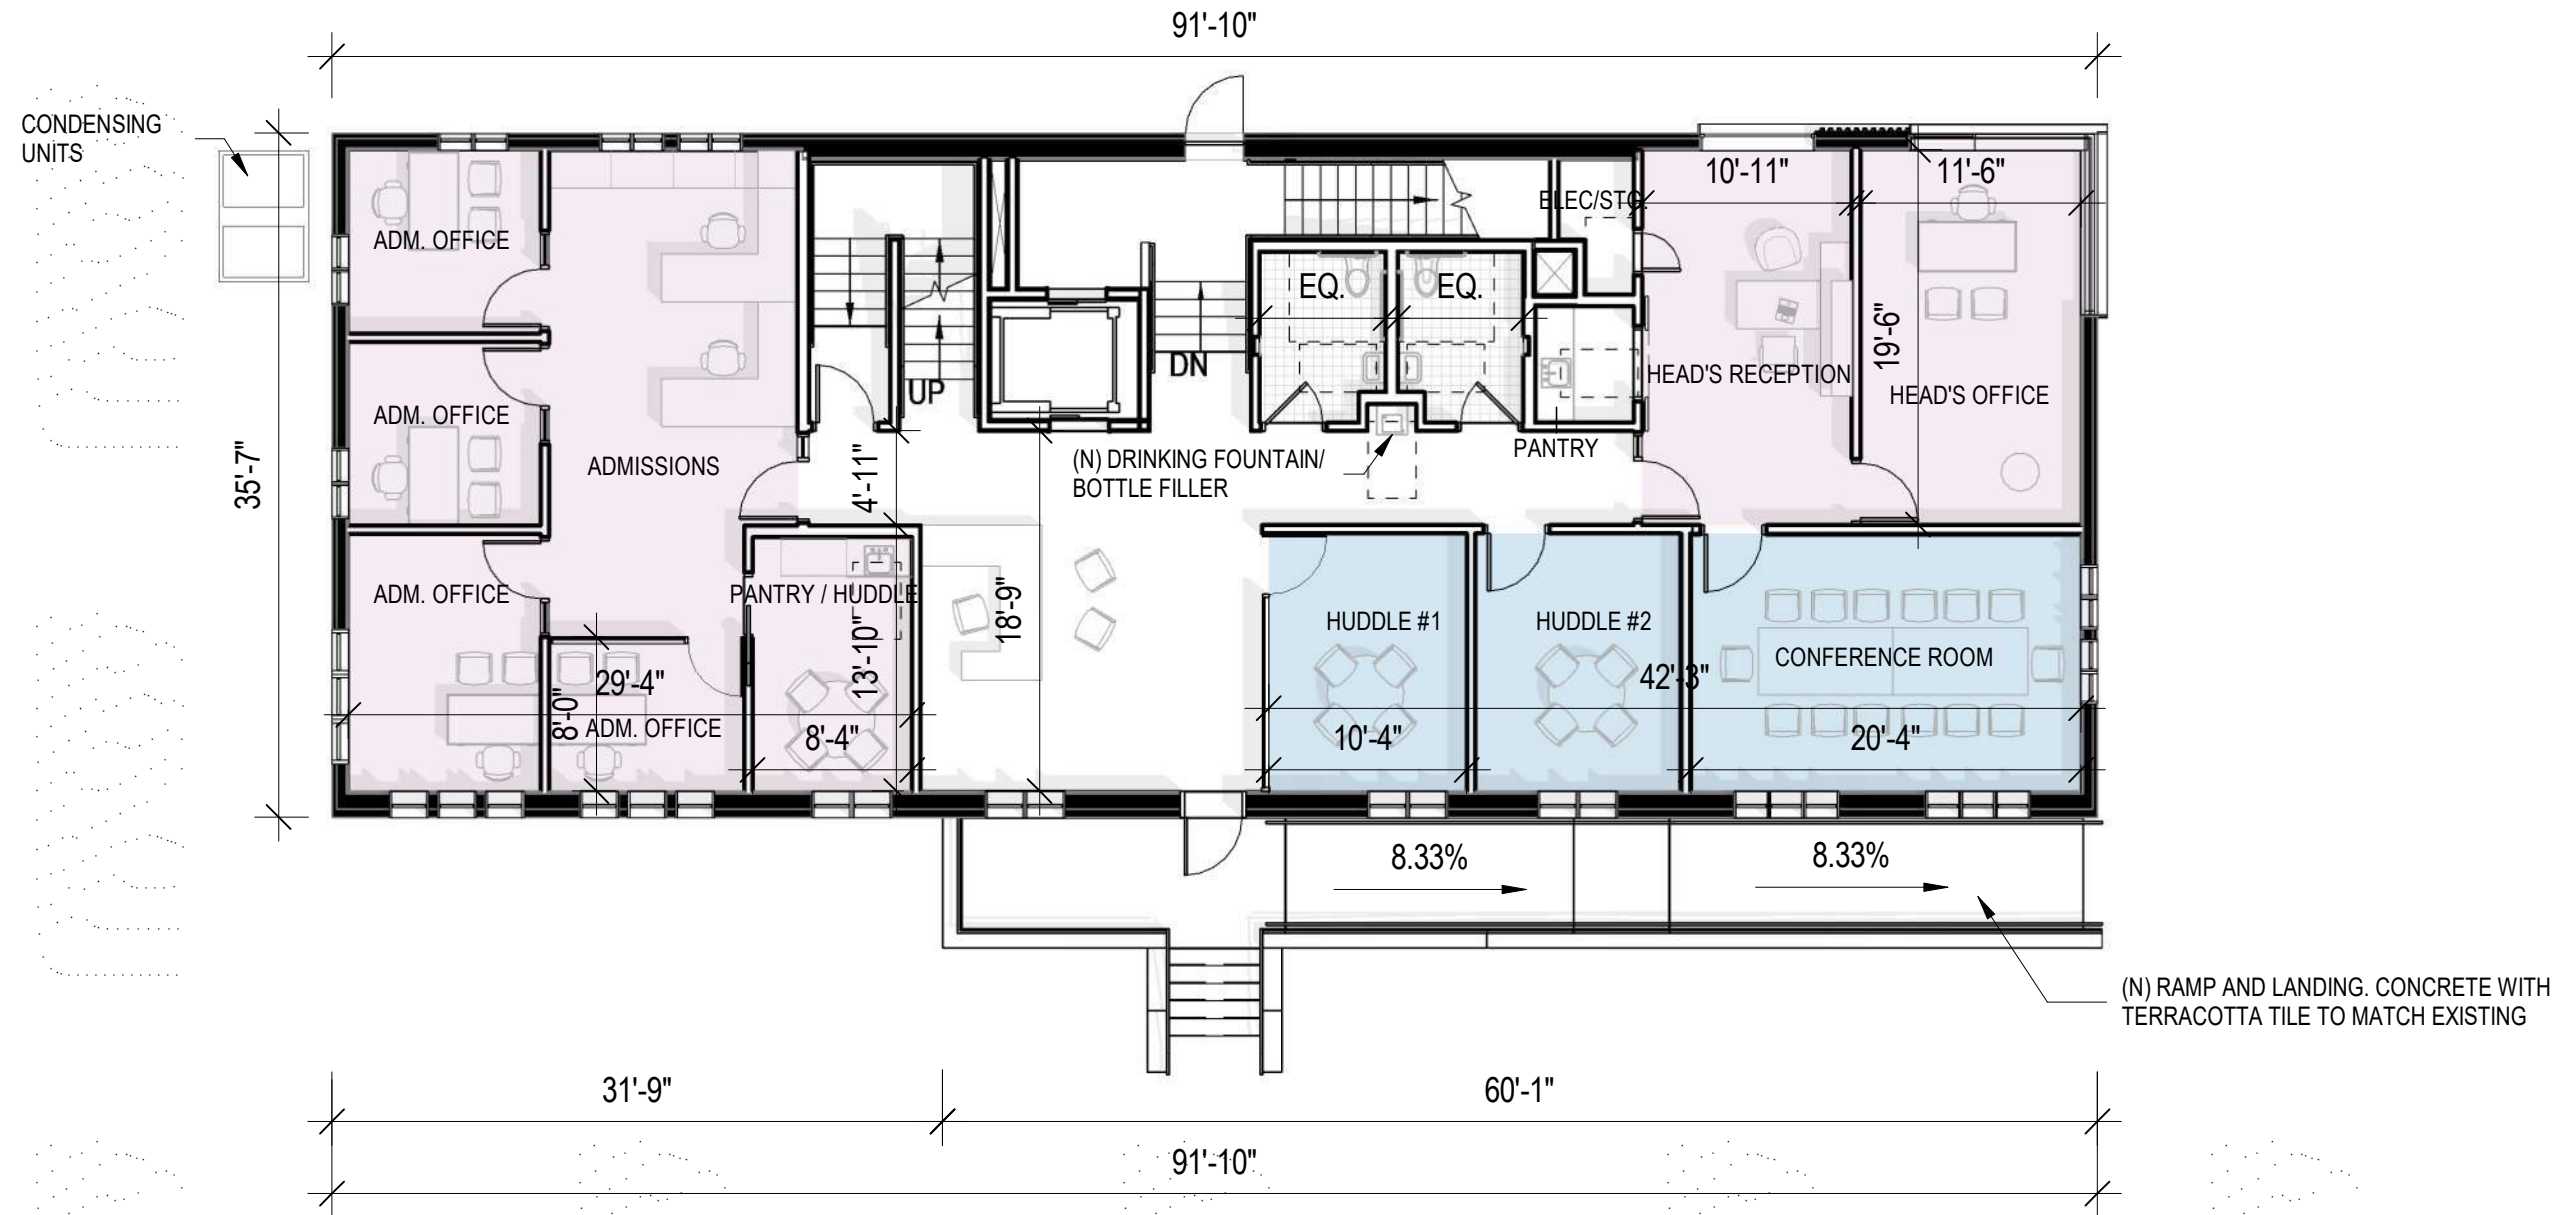 91'-10"
CONDENSING
UNITS
10'-11"
11'-6"
ELEC/STG.
ADM. OFFICE
EQ.
EQ.
19'-6"
DN
UP
HEAD'S RECEPTION
HEAD'S OFFICE
ADM. OFFICE
ADMISSIONS
35'-7"
4'-11"
(N) DRINKING FOUNTAIN/
BOTTLE FILLER
PANTRY
ADM. OFFICE
PANTRY / HUDDLE
18'-9"
13'-10"
HUDDLE #1
HUDDLE #2
CONFERENCE ROOM
29'-4"
42'-3"
8'-0"
ADM. OFFICE
8'-4"
10'-4"
20'-4"
8.33%
8.33%
(N) RAMP AND LANDING. CONCRETE WITH
TERRACOTTA TILE TO MATCH EXISTING
31'-9"
60'-1"
91'-10"